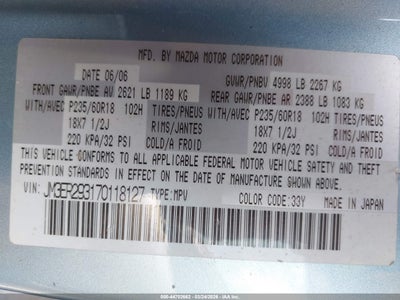 MFD. BY MAZDA MOTOR CORPORATION
DATE 06/06 GVWR/PNBV 4998 LB 2267 KG
FRONT GAWR/PNBE AV 2621 LB 1189 KG REAR GAWR/PNBE AR 2388 LB 1083 KG
WITH/AVEC P235/60R18 102H TIRES/PNEUS WITH/AVEC P235/60R18 102H TIRES/PNEUS
18X7 1/2J RIMS/JANTES 18X7 1/2J RIMS/JANTES
220 KPA/32 PSI COLD/A FROID 220 KPA/32 PSI COLD/A FROID
THIS VEHICLE CONFORMS TO ALL APPLICABLE FEDERAL MOTOR VEHICLE SAFETY AND THEFT
PREVENTION STANDARDS IN EFFECT ON THE DATE OF MANUFACTURE SHOWN ABOVE.
VIN: JM3ER293170118127 TYPE: MPV COLOR CODE: 33Y MADE IN JAPAN
IAA